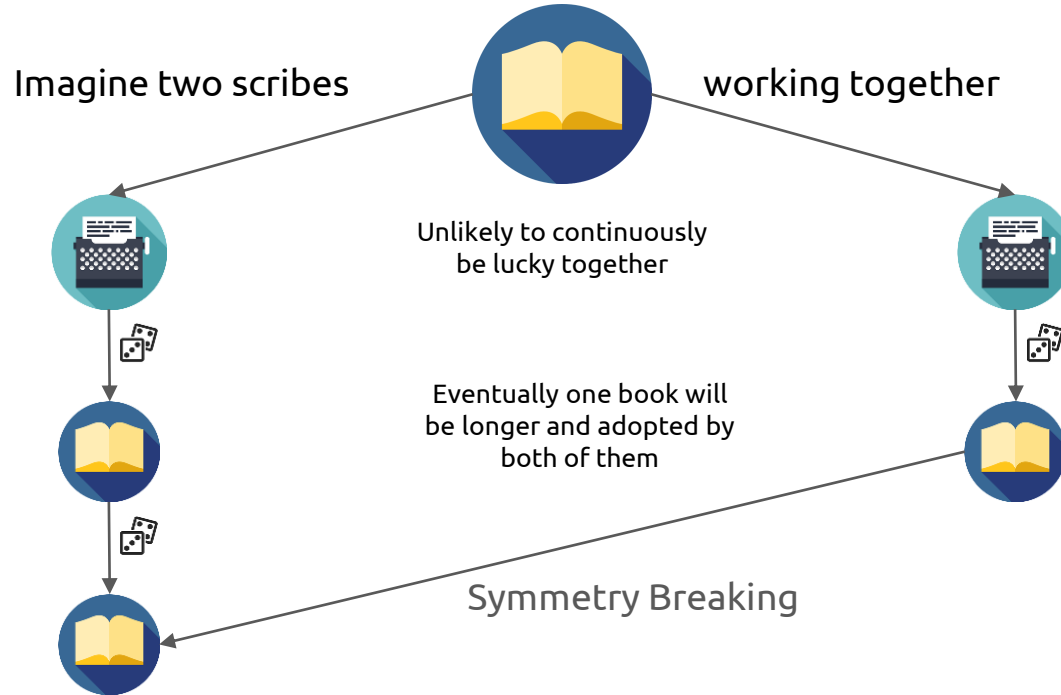 Imagine two scribes
working together
Unlikely to continuously
be lucky together
Eventually one book will
be longer and adopted by
both of them
Symmetry Breaking